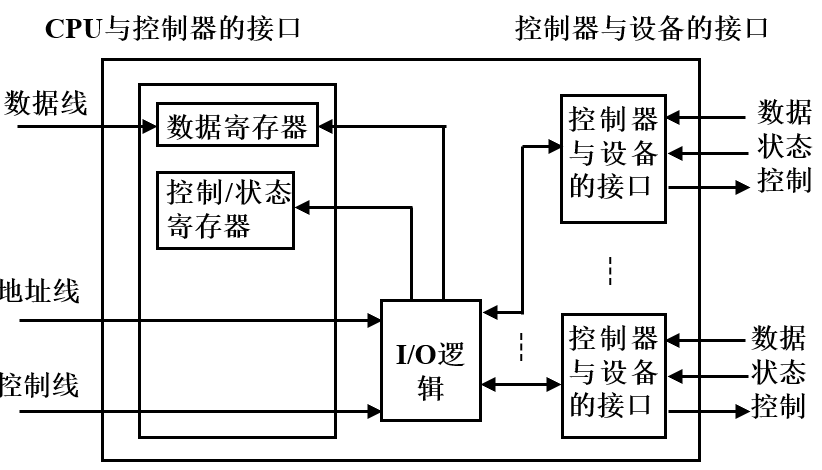 CPU与控制器的接口
控制器与设备的接口
数据线
数据寄存器
控制/状态
寄存器
地址线
控制线
I/O逻
辑
控制器
与设备
的接口
数据
状态
控制
控制器
与设备
的接口
数据
状态
控制